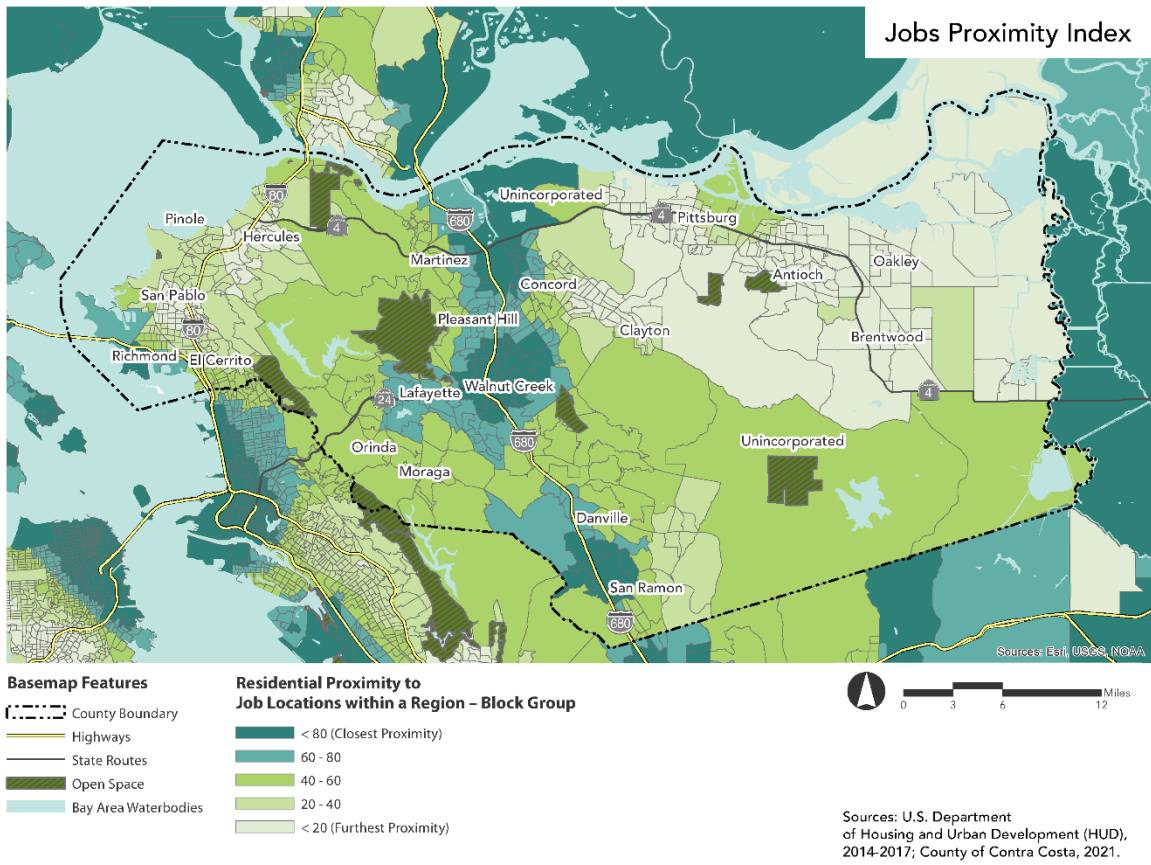 Jobs Proximity Index
80
Pinole
Hercules
4
Unincorporated
680
4
Pittsburg
Martinez
Oakley
Antioch
San Pablo
Concord
80
Pleasant Hill
Clayton
Brentwood
Richmond
El Cerrito
Lafayette
Walnut Creek
24
4
680
Orinda
Unincorporated
Moraga
Danville
San Ramon
680
Sources: Esri, USGS, NOAA
Basemap Features
County Boundary
Highways
State Routes
Open Space
Bay Area Waterbodies
Residential Proximity to
Job Locations within a Region – Block Group
< 80 (Closest Proximity)
60 - 80
40 - 60
20 - 40
< 20 (Furthest Proximity)
Miles
0 3 6 12
Sources: U.S. Department
of Housing and Urban Development (HUD),
2014-2017; County of Contra Costa, 2021.